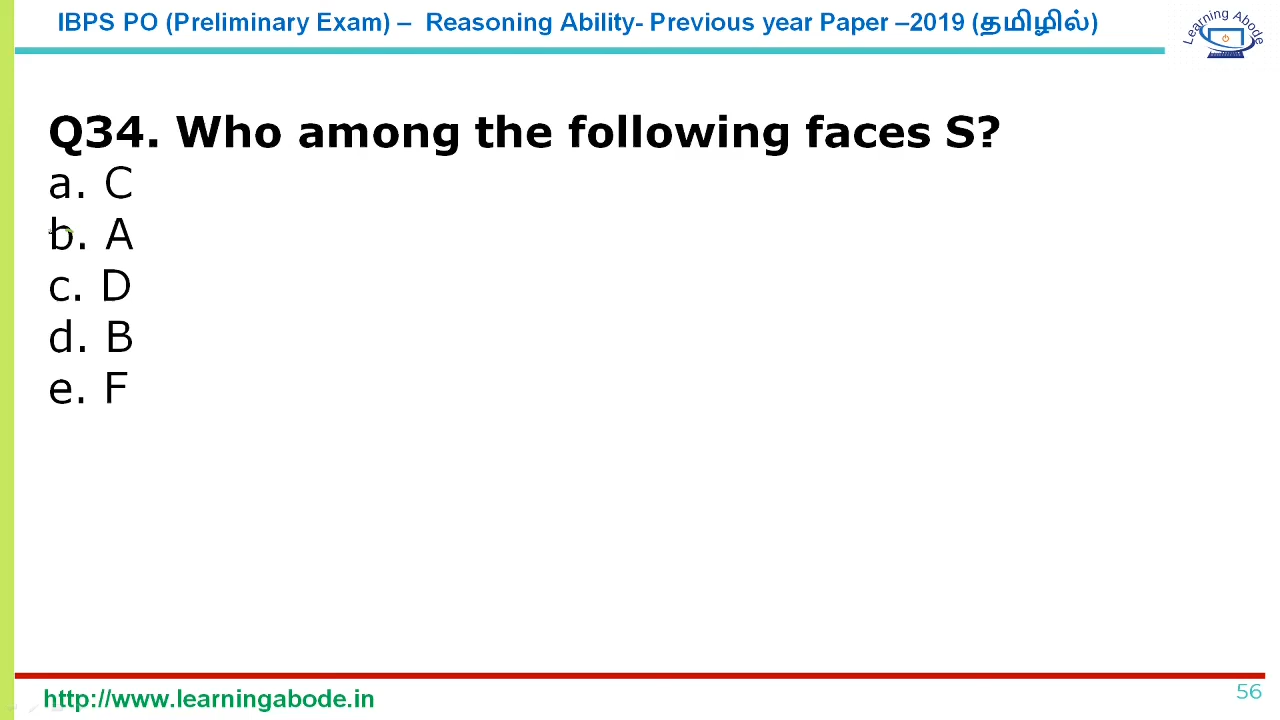 IBPS PO (Preliminary Exam) – Reasoning Ability- Previous year Paper –2019 (தமிழில்)
Learning Abode
Q34. Who among the following faces S?
a. C
b. A
c. D
d. B
e. F
http://www.learningabode.in
56